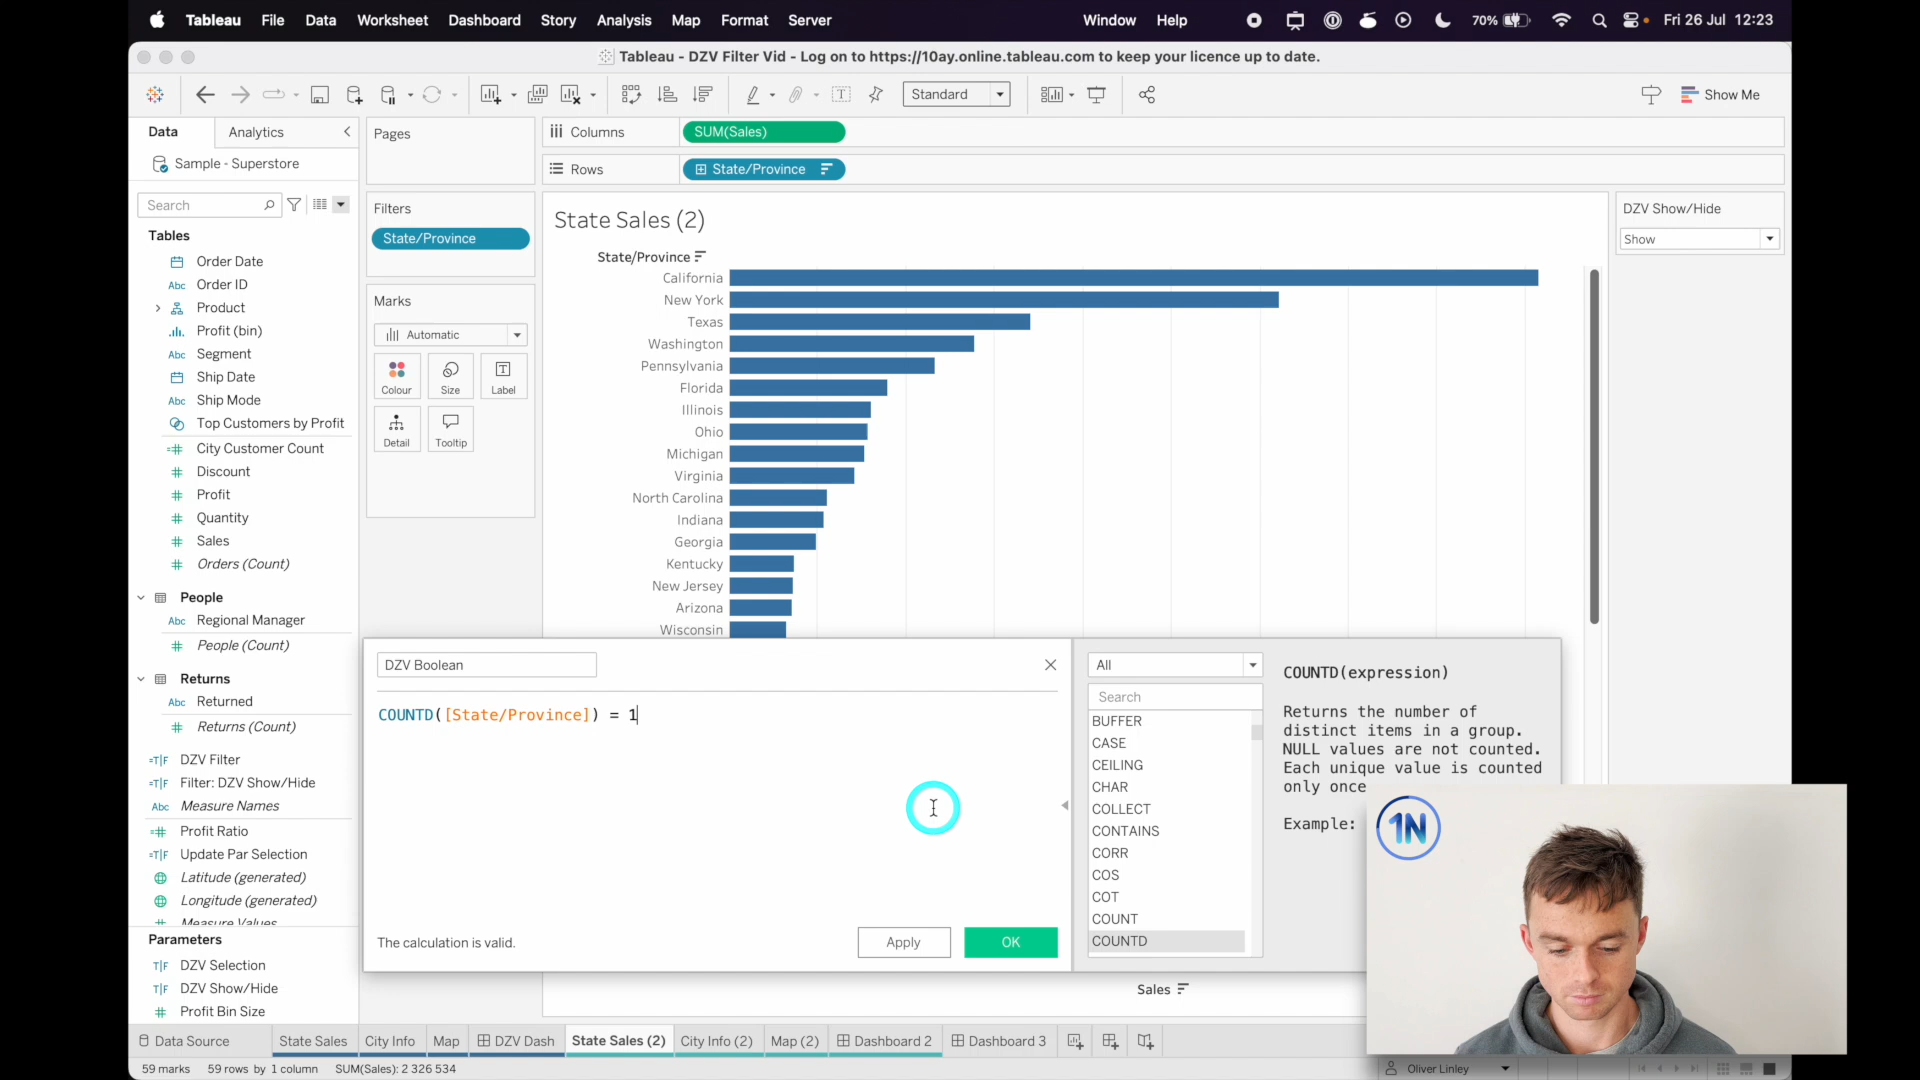 Tableau File Data Worksheet Dashboard Story Analysis Map Format Server Window Help 70% Fri 26 Jul 12:23
Tableau - DZV Filter Vid - Log on to https://10ay.online.tableau.com to keep your licence up to date.
Standard
Show Me
Data
Analytics
Sample - Superstore
Search
Tables
Order Date
Abc Order ID
Product
Profit (bin)
Abc Segment
Ship Date
Abc Ship Mode
Top Customers by Profit
City Customer Count
Discount
Profit
Quantity
Sales
Orders (Count)
People
Abc Regional Manager
People (Count)
Returns
Abc Returned
Returns (Count)
=T|F DZV Filter
=T|F Filter: DZV Show/Hide
Abc Measure Names
Profit Ratio
=T|F Update Par Selection
Latitude (generated)
Longitude (generated)
Measure Values
Parameters
T|F DZV Selection
T|F DZV Show/Hide
Profit Bin Size
Pages
Filters
State/Province
Marks
Automatic
Colour
Size
Label
Detail
Tooltip
Columns
SUM(Sales)
Rows
State/Province
State Sales (2)
State/Province
California
New York
Texas
Washington
Pennsylvania
Florida
Illinois
Ohio
Michigan
Virginia
North Carolina
Indiana
Georgia
Kentucky
New Jersey
Arizona
Wisconsin
Sales
DZV Show/Hide
Show
DZV Boolean
COUNTD([State/Province]) = 1
The calculation is valid.
Apply
OK
All
Search
BUFFER
CASE
CEILING
CHAR
COLLECT
CONTAINS
CORR
COS
COT
COUNT
COUNTD
COUNTD(expression)
Returns the number of
distinct items in a group.
NULL values are not counted.
Each unique value is counted
only once
Example:
1N
Data Source
State Sales
City Info
Map
DZV Dash
State Sales (2)
City Info (2)
Map (2)
Dashboard 2
Dashboard 3
59 marks
59 rows by 1 column
SUM(Sales): 2 326 534
Oliver Linley